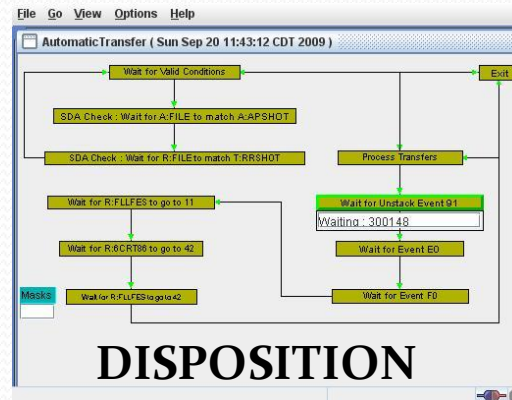 File Go View Options Help
AutomaticTransfer ( Sun Sep 20 11:43:12 CDT 2009 )
Wait for Valid Conditions
Exit
SDA Check : Wait for A:FILE to match A:APSHOT
SDA Check : Wait for R:FILE to match T:RRSHOT
Process Transfers
Wait for R:FLLFES to go to 11
Wait for Unstack Event 91
Waiting : 300148
Wait for R:6CRT86 to go to 42
Wait for Event E0
Masks
Wait for R:FLLFES to go to 42
Wait for Event F0
DISPOSITION